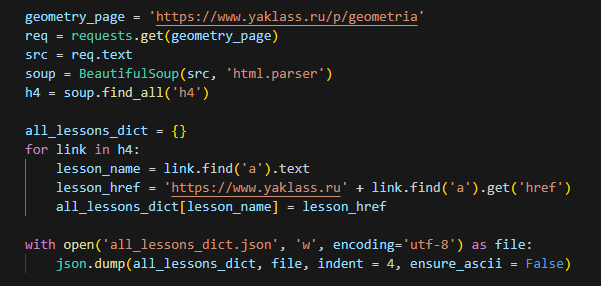 geometry_page = 'https://www.yaklass.ru/p/geometria'
req = requests.get(geometry_page)
src = req.text
soup = BeautifulSoup(src, 'html.parser')
h4 = soup.find_all('h4')

all_lessons_dict = {}
for link in h4:
    lesson_name = link.find('a').text
    lesson_href = 'https://www.yaklass.ru' + link.find('a').get('href')
    all_lessons_dict[lesson_name] = lesson_href

with open('all_lessons_dict.json', 'w', encoding='utf-8') as file:
    json.dump(all_lessons_dict, file, indent = 4, ensure_ascii = False)